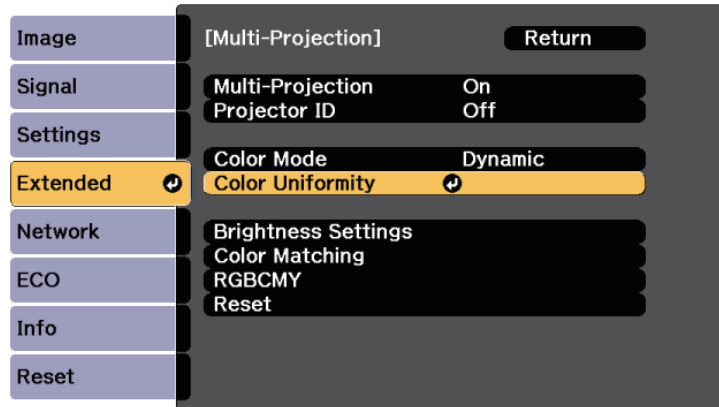 Image
Signal
Settings
Extended
Network
ECO
Info
Reset
[Multi-Projection] Return
Multi-Projection On
Projector ID Off
Color Mode Dynamic
Color Uniformity
Brightness Settings
Color Matching
RGBCMY
Reset